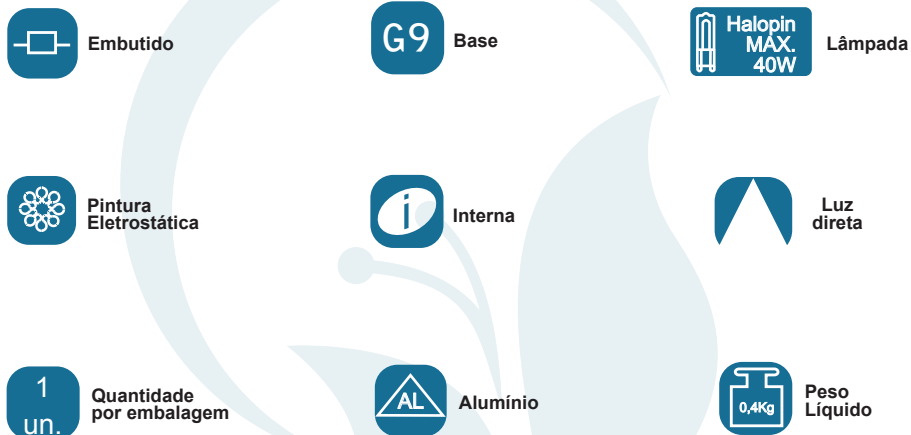 Embutido
G9
Base
Halopin
MÁX.
40W
Lâmpada
Pintura
Eletrostática
i
Interna
Luz
direta
1
un.
Quantidade
por embalagem
AL
Alumínio
0,4Kg
Peso
Líquido